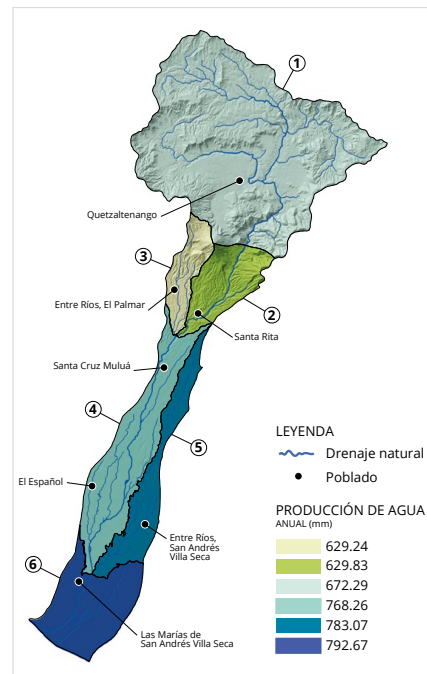 1
Quetzaltenango
3
Entre Ríos, El Palmar
2
Santa Rita
Santa Cruz Muluá
4
5
El Español
Entre Ríos,
San Andrés
Villa Seca
6
Las Marías de
San Andrés Villa Seca
LEYENDA
Drenaje natural
Poblado
PRODUCCIÓN DE AGUA
ANUAL (mm)
629.24
629.83
672.29
768.26
783.07
792.67